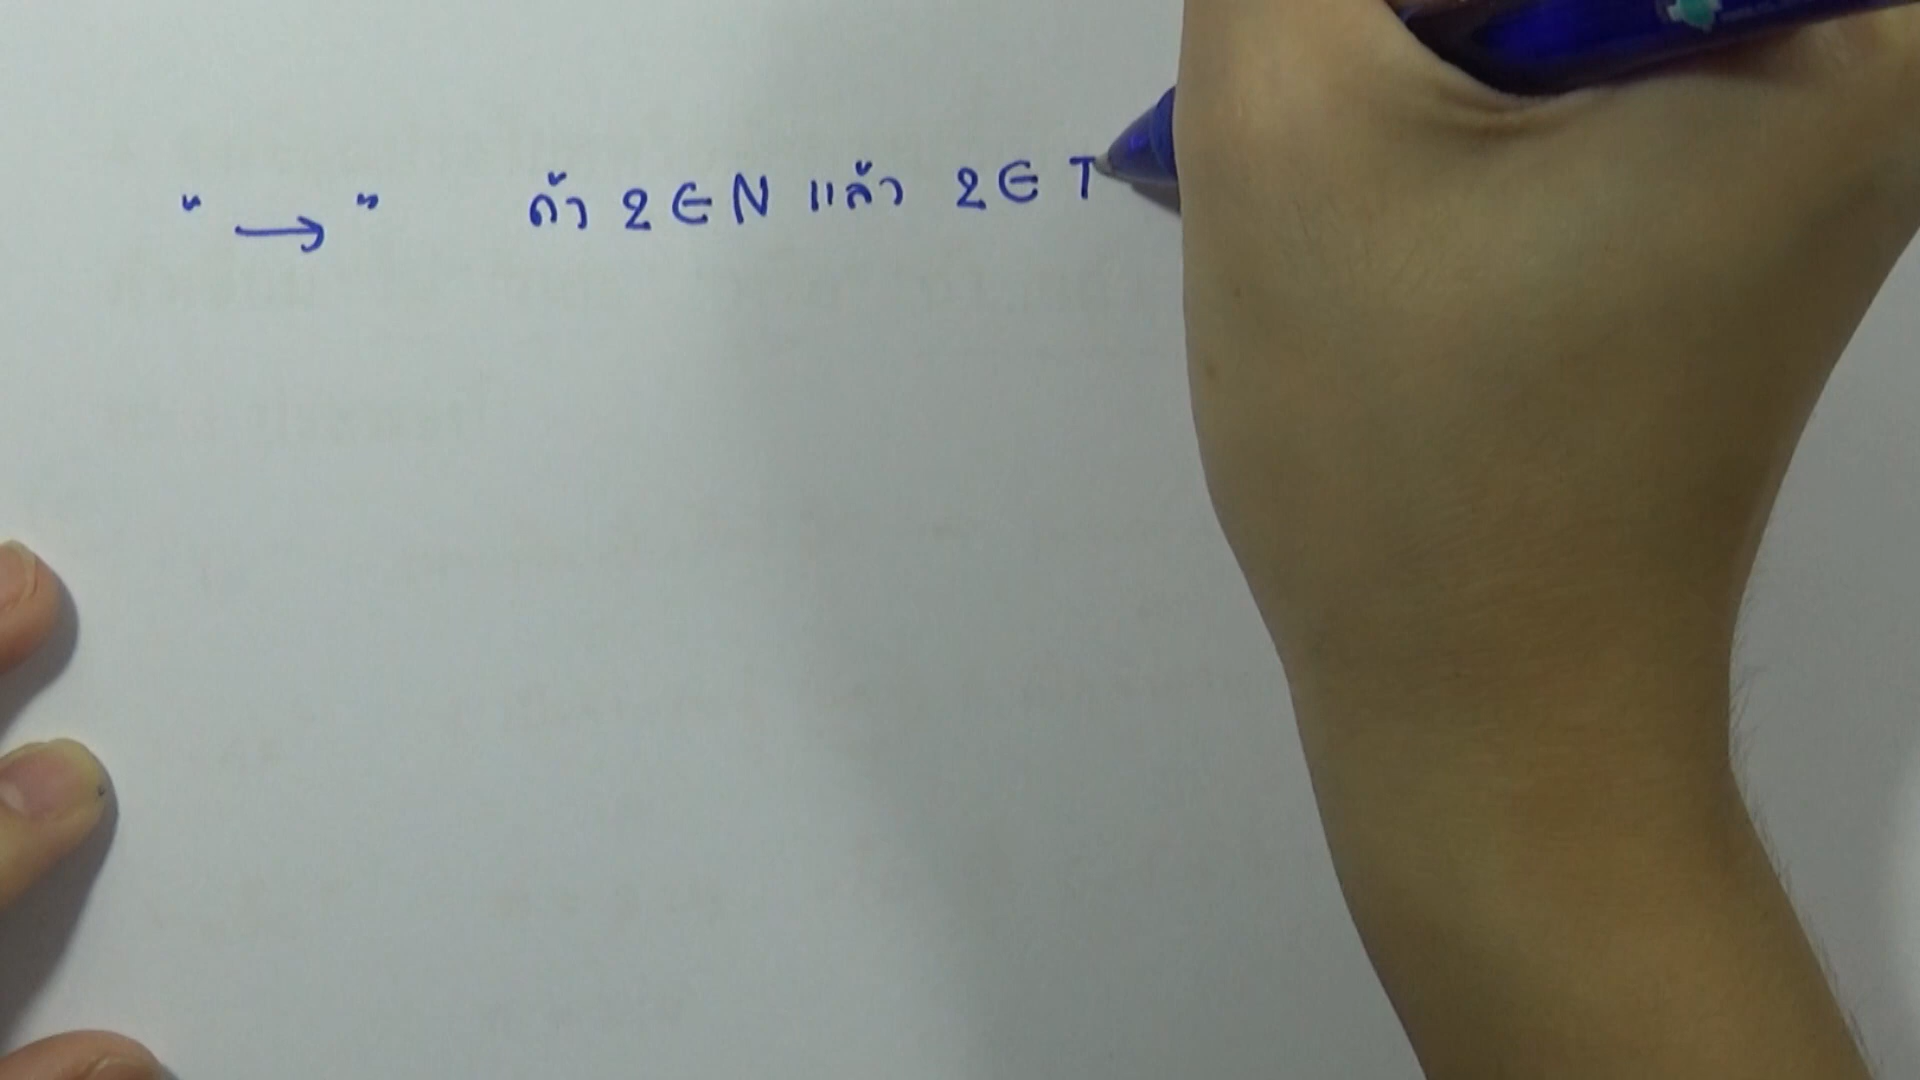 “ → ” ถ้า 2 ∈ N แล้ว 2 ∈ T